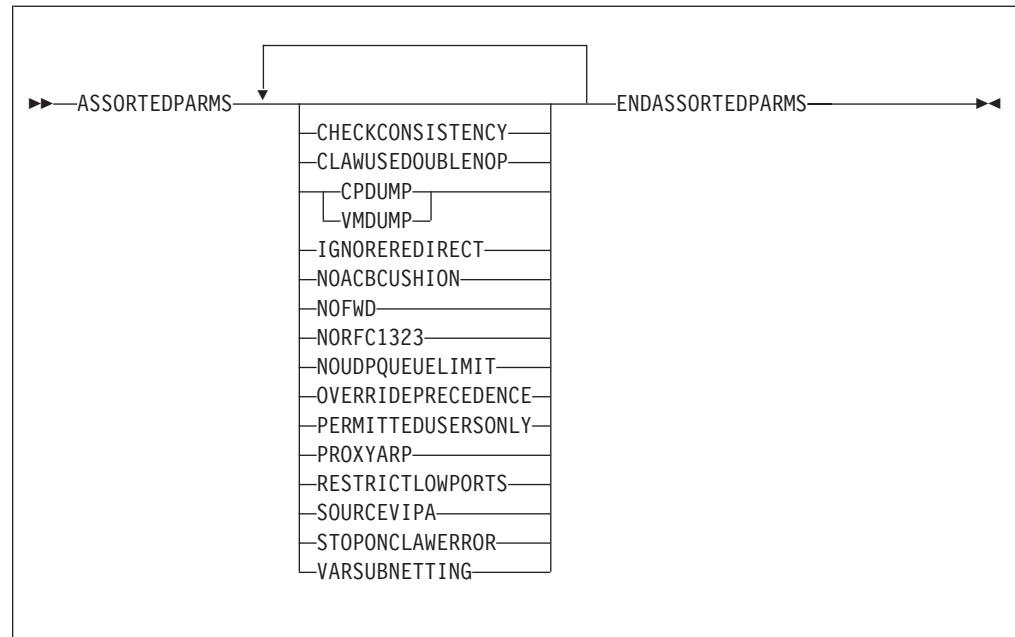 ASSORTEDPARMS ENDASSORTEDPARMS
CHECKCONSISTENCY
CLAWUSEDOUBLENOP
CPDUMP
VMDUMP
IGNOREREDIRECT
NOACBCUSHION
NOFWD
NORFC1323
NOUDPQUEUELIMIT
OVERRIDEPRECEDENCE
PERMITTEDUSERSONLY
PROXYARP
RESTRICTLOWPORTS
SOURCEVIPA
STOPONCLAWERROR
VARSUBNETTING